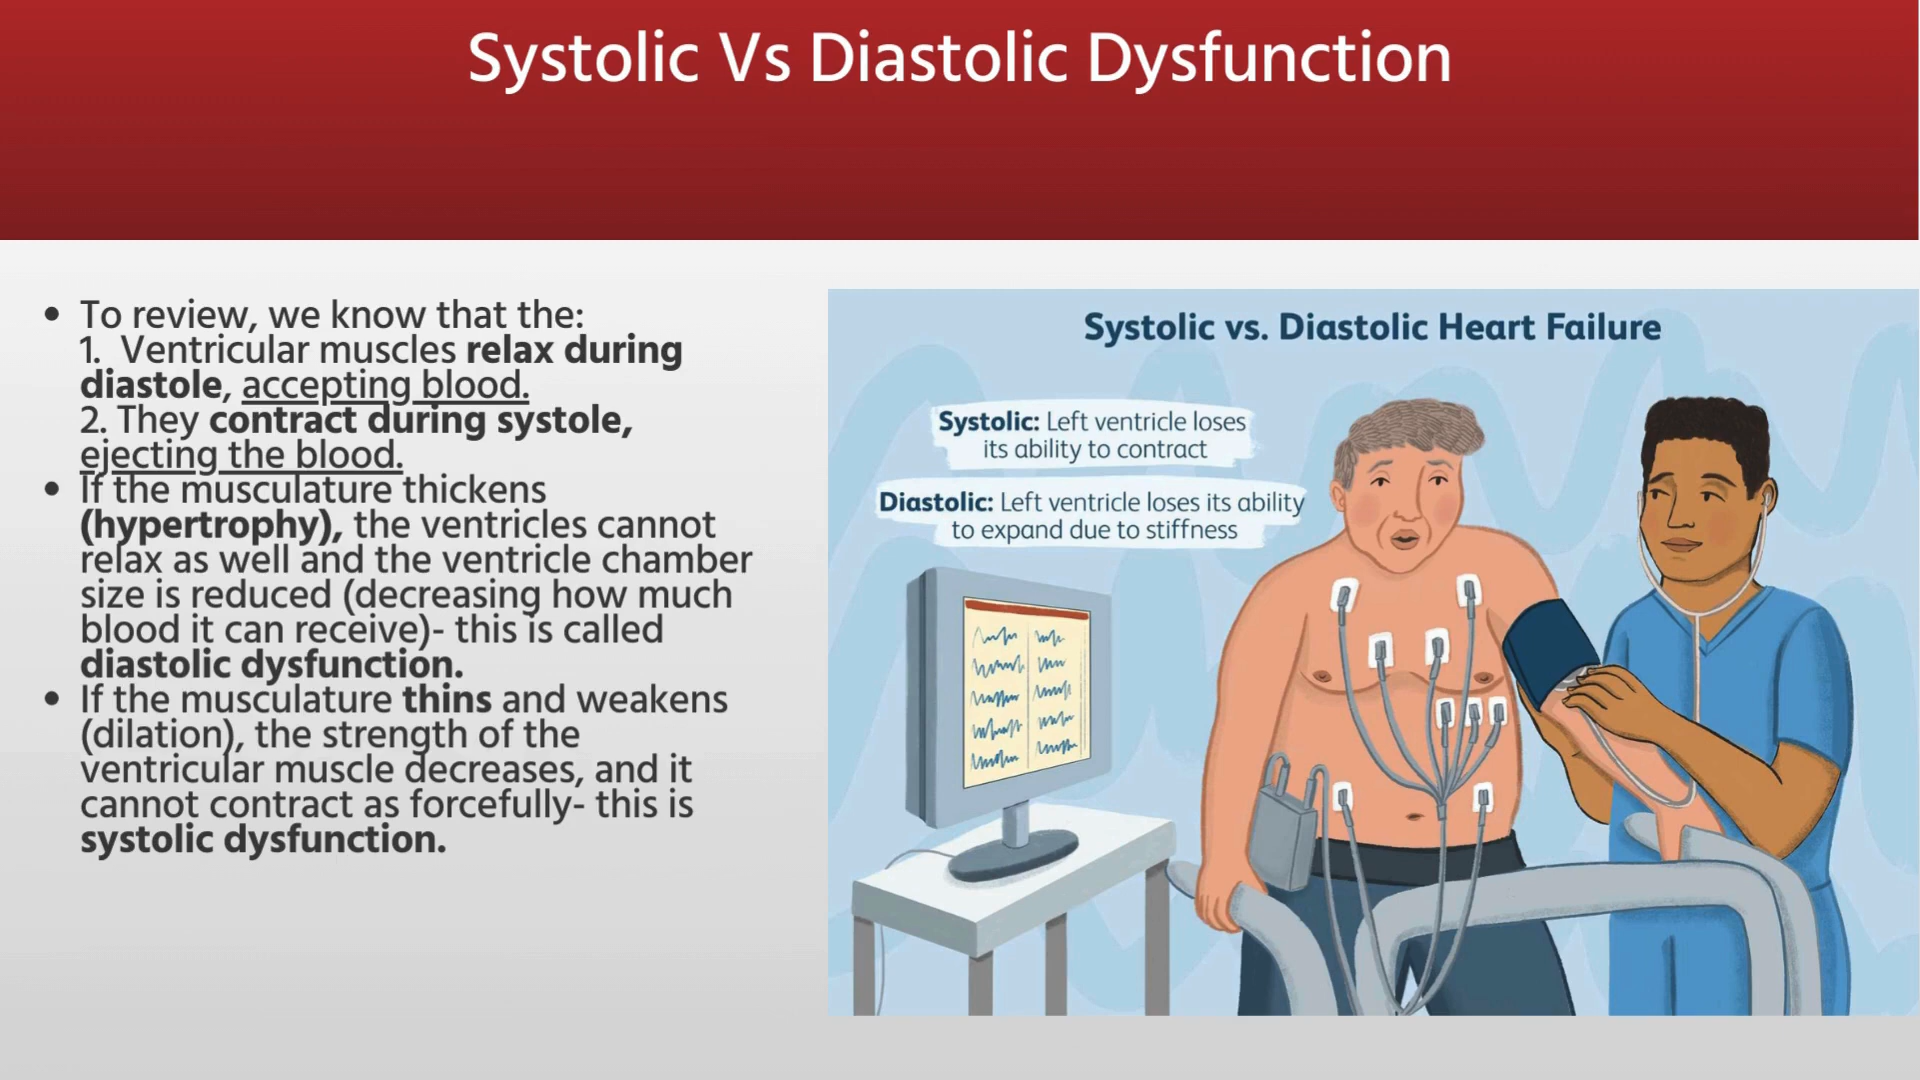 Systolic Vs Diastolic Dysfunction
• To review, we know that the:
1. Ventricular muscles relax during
diastole, accepting blood.
2. They contract during systole,
ejecting the blood.
• If the musculature thickens
(hypertrophy), the ventricles cannot
relax as well and the ventricle chamber
size is reduced (decreasing how much
blood it can receive)- this is called
diastolic dysfunction.
• If the musculature thins and weakens
(dilation), the strength of the
ventricular muscle decreases, and it
cannot contract as forcefully- this is
systolic dysfunction.
Systolic vs. Diastolic Heart Failure
Systolic: Left ventricle loses
its ability to contract
Diastolic: Left ventricle loses its ability
to expand due to stiffness